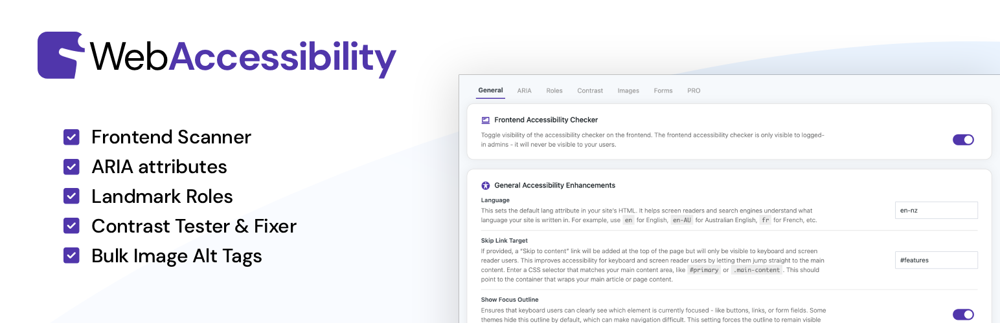 WebAccessibility
Frontend Scanner
ARIA attributes
Landmark Roles
Contrast Tester & Fixer
Bulk Image Alt Tags
General ARIA Roles Contrast Images Forms PRO
Frontend Accessibility Checker
Toggle visibility of the accessibility checker on the frontend. The frontend accessibility checker is only visible to logged-
in admins - it will never be visible to your users.
General Accessibility Enhancements
Language
This sets the default lang attribute in your site's HTML. It helps screen readers and search engines understand what
language your site is written in. For example, use en for English, en-AU for Australian English, fr for French, etc.
en-nz
Skip Link Target
If provided, a "Skip to content" link will be added at the top of the page but will only be visible to keyboard and screen
reader users. This improves accessibility for keyboard and screen reader users by letting them jump straight to the main
content. Enter a CSS selector that matches your main content area, like #primary or .main-content. This should
point to the container that wraps your main article or page content.
#features
Show Focus Outline
Ensures that keyboard users can clearly see which element is currently focused - like buttons, links, or form fields. Some
themes hide this outline by default, which can make navigation difficult. This setting forces the outline to remain visible